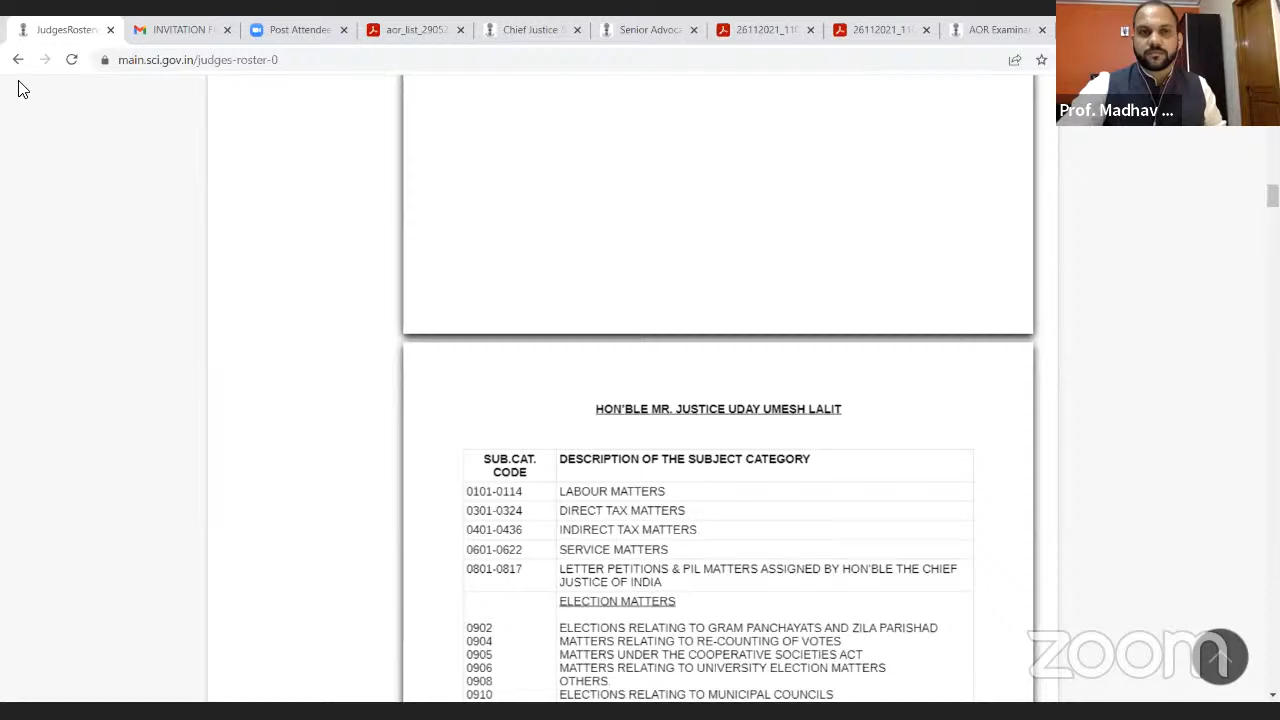 JudgesRoster
INVITATION F
Post Attendee
aor_list_29052
Chief Justice &
Senior Advoca
26112021_110
26112021_110
AOR Examinat
main.sci.gov.in/judges-roster-0
Prof. Madhav ...
HON'BLE MR. JUSTICE UDAY UMESH LALIT
SUB.CAT. CODE DESCRIPTION OF THE SUBJECT CATEGORY
0101-0114 LABOUR MATTERS
0301-0324 DIRECT TAX MATTERS
0401-0436 INDIRECT TAX MATTERS
0601-0622 SERVICE MATTERS
0801-0817 LETTER PETITIONS & PIL MATTERS ASSIGNED BY HON'BLE THE CHIEF
JUSTICE OF INDIA
ELECTION MATTERS
0902 ELECTIONS RELATING TO GRAM PANCHAYATS AND ZILA PARISHAD
0904 MATTERS RELATING TO RE-COUNTING OF VOTES
0905 MATTERS UNDER THE COOPERATIVE SOCIETIES ACT
0906 MATTERS RELATING TO UNIVERSITY ELECTION MATTERS
0908 OTHERS.
0910 ELECTIONS RELATING TO MUNICIPAL COUNCILS
zoom